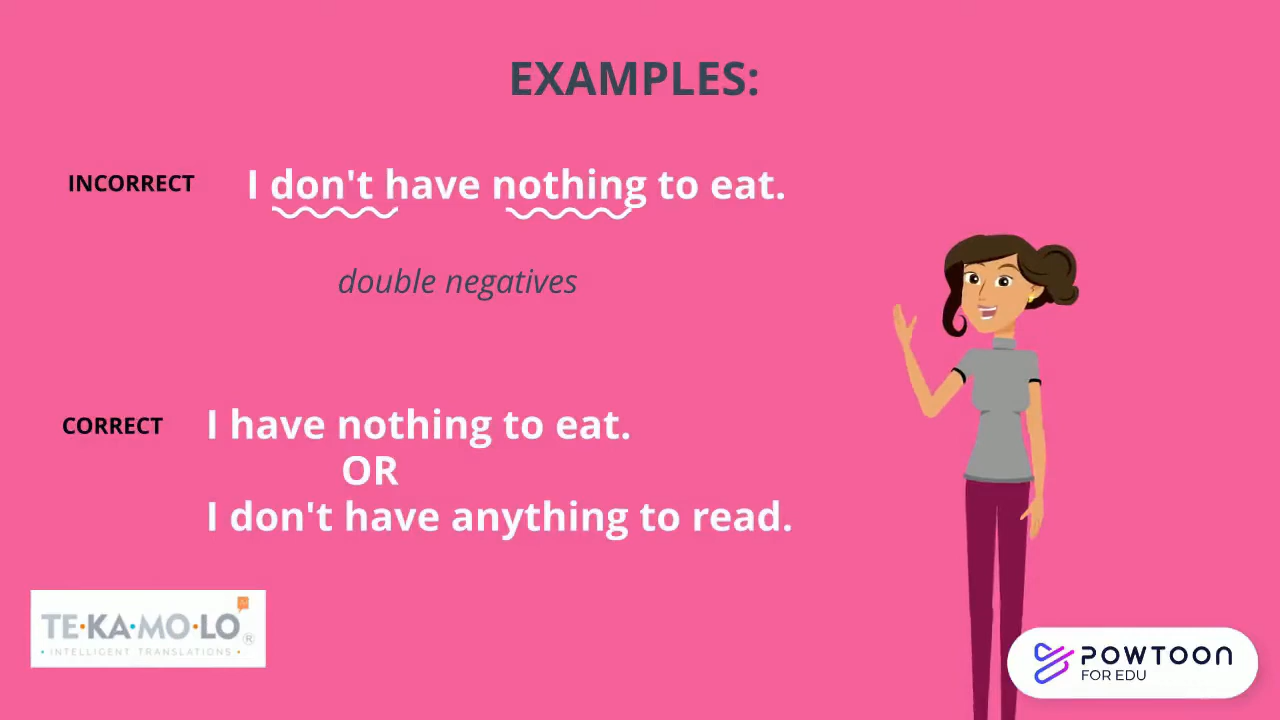 EXAMPLES:
INCORRECT
I don't have nothing to eat.
double negatives
CORRECT
I have nothing to eat.
OR
I don't have anything to read.
TE·KA·MO·LO ®
• INTELLIGENT TRANSLATIONS •
POWTOON
FOR EDU